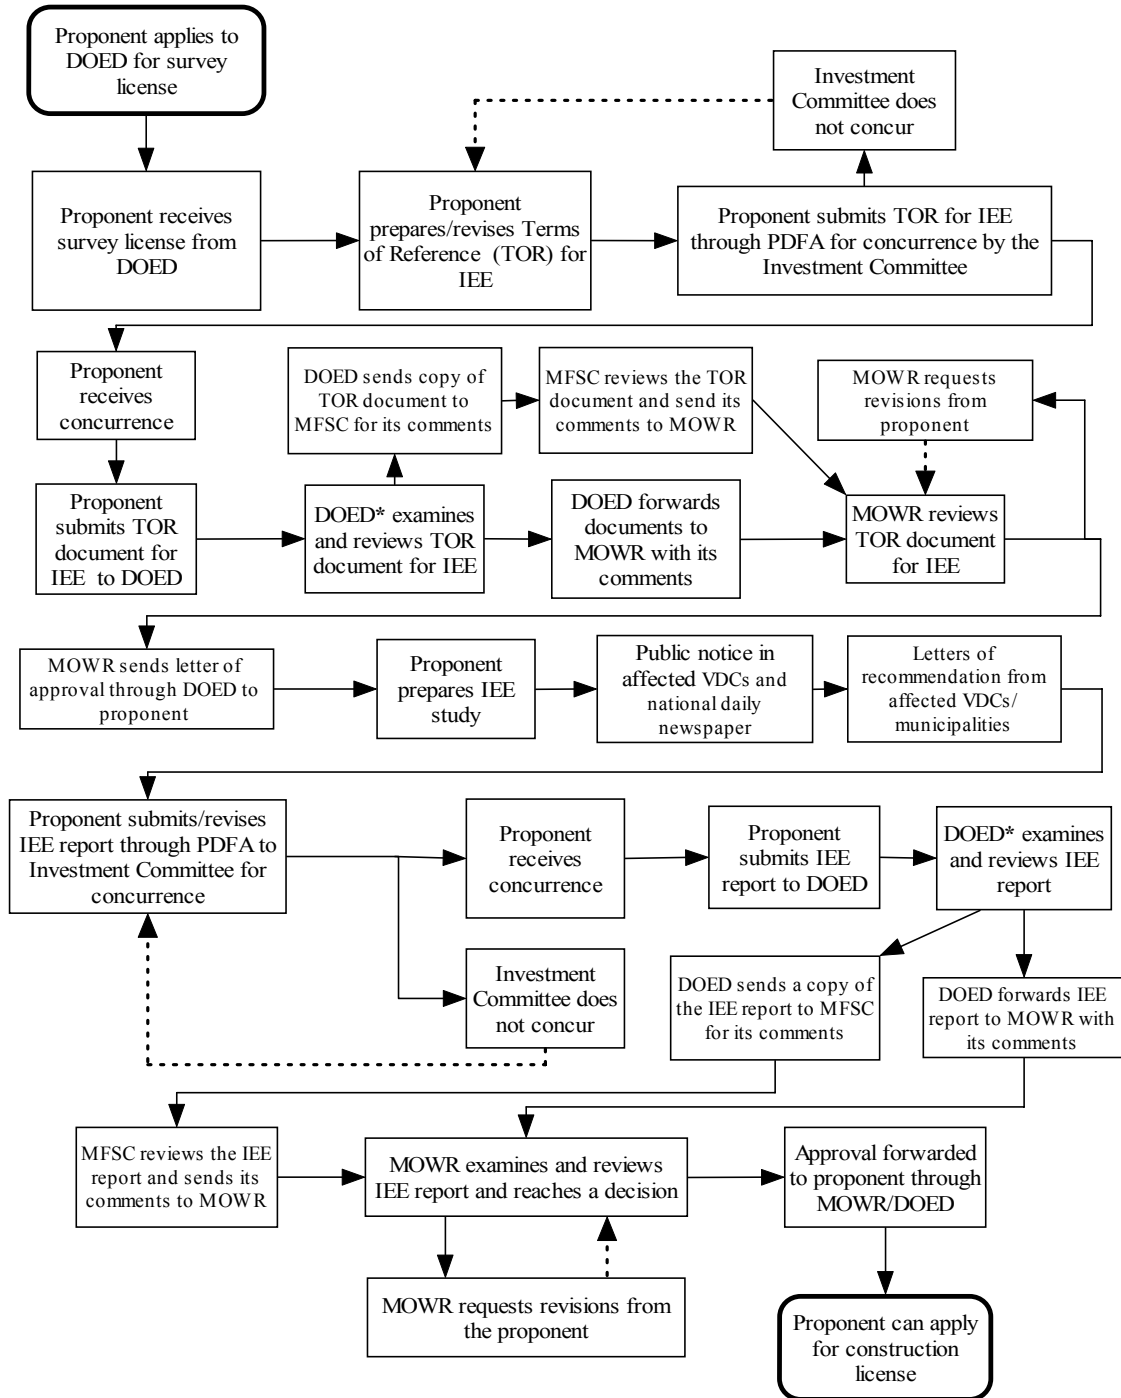 Proponent applies to
DOED for survey
license
Investment
Committee does
not concur
Proponent receives
survey license from
DOED
Proponent
prepares/revises Terms
of Reference (TOR) for
IEE
Proponent submits TOR for IEE
through PDFA for concurrence by the
Investment Committee
Proponent
receives
concurrence
DOED sends copy of
TOR document to
MFSC for its comments
MFSC reviews the TOR
document and send its
comments to MOWR
MOWR requests
revisions from
proponent
Proponent
submits TOR
document for
IEE to DOED
DOED* examines
and reviews TOR
document for IEE
DOED forwards
documents to
MOWR with its
comments
MOWR reviews
TOR document
for IEE
MOWR sends letter of
approval through DOED to
proponent
Proponent
prepares IEE
study
Public notice in
affected VDCs and
national daily
newspaper
Letters of
recommendation from
affected VDCs/
municipalities
Proponent submits/revises
IEE report through PDFA to
Investment Committee for
concurrence
Proponent
receives
concurrence
Proponent
submits IEE
report to DOED
DOED* examines
and reviews IEE
report
Investment
Committee does
not concur
DOED sends a copy of
the IEE report to MFSC
for its comments
DOED forwards IEE
report to MOWR with
its comments
MFSC reviews the IEE
report and sends its
comments to MOWR
MOWR examines and reviews
IEE report and reaches a decision
Approval forwarded
to proponent through
MOWR/DOED
MOWR requests revisions from
the proponent
Proponent can apply
for construction
license